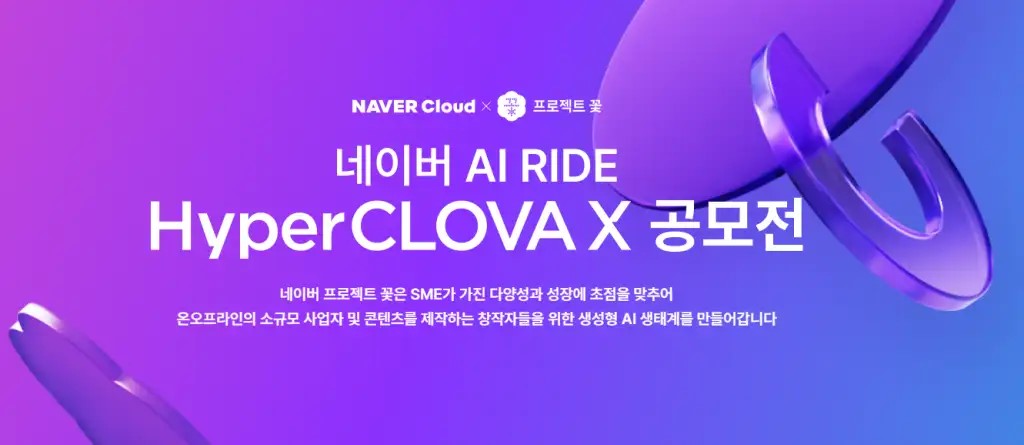 NAVER Cloud × 꽃 프로젝트 꽃
네이버 AI RIDE
HyperCLOVA X 공모전
네이버 프로젝트 꽃은 SME가 가진 다양성과 성장에 초점을 맞추어
온오프라인의 소규모 사업자 및 콘텐츠를 제작하는 창작자들을 위한 생성형 AI 생태계를 만들어갑니다